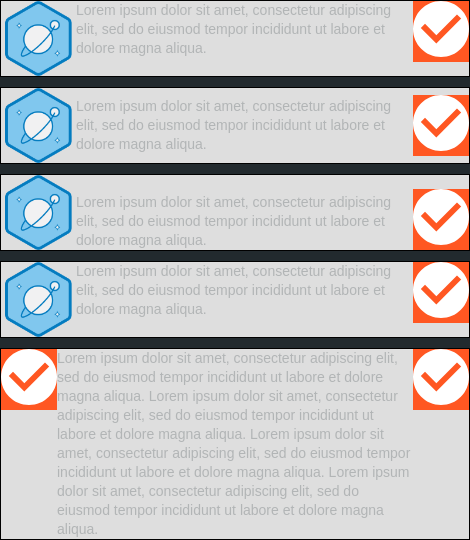 Lorem ipsum dolor sit amet, consectetur adipiscing
elit, sed do eiusmod tempor incididunt ut labore et
dolore magna aliqua.
Lorem ipsum dolor sit amet, consectetur adipiscing
elit, sed do eiusmod tempor incididunt ut labore et
dolore magna aliqua.
Lorem ipsum dolor sit amet, consectetur adipiscing
elit, sed do eiusmod tempor incididunt ut labore et
dolore magna aliqua.
Lorem ipsum dolor sit amet, consectetur adipiscing
elit, sed do eiusmod tempor incididunt ut labore et
dolore magna aliqua.
Lorem ipsum dolor sit amet, consectetur adipiscing elit,
sed do eiusmod tempor incididunt ut labore et dolore
magna aliqua. Lorem ipsum dolor sit amet, consectetur
adipiscing elit, sed do eiusmod tempor incididunt ut
labore et dolore magna aliqua. Lorem ipsum dolor sit
amet, consectetur adipiscing elit, sed do eiusmod tempor
incididunt ut labore et dolore magna aliqua. Lorem ipsum
dolor sit amet, consectetur adipiscing elit, sed do
eiusmod tempor incididunt ut labore et dolore magna
aliqua.